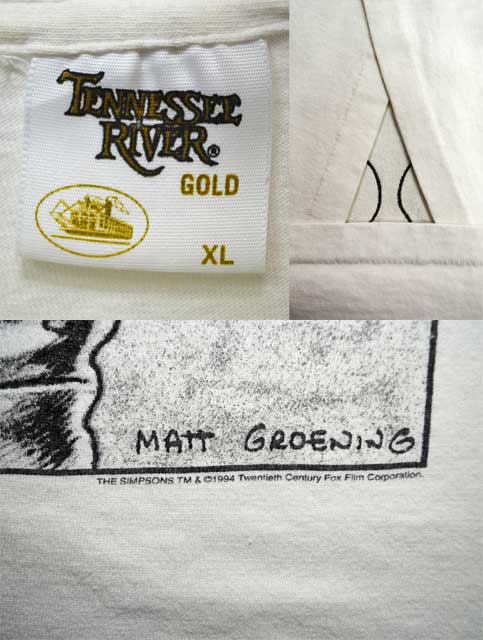 TENNESSEE
RIVER®
GOLD
XL
MATT GROENING
THE SIMPSONS TM & ©1994 Twentieth Century Fox Film Corporation.